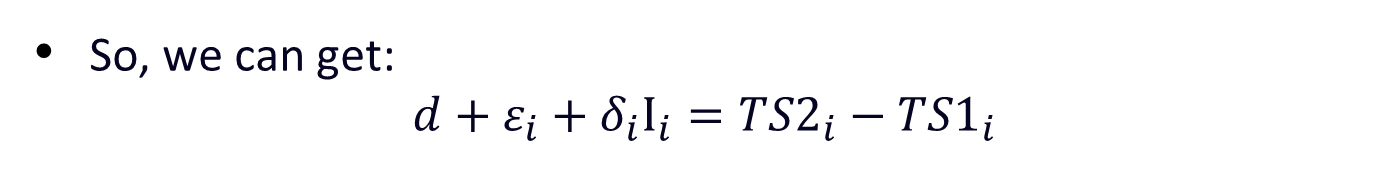 • So, we can get:
d + εᵢ + δᵢIᵢ = TS2ᵢ − TS1ᵢ